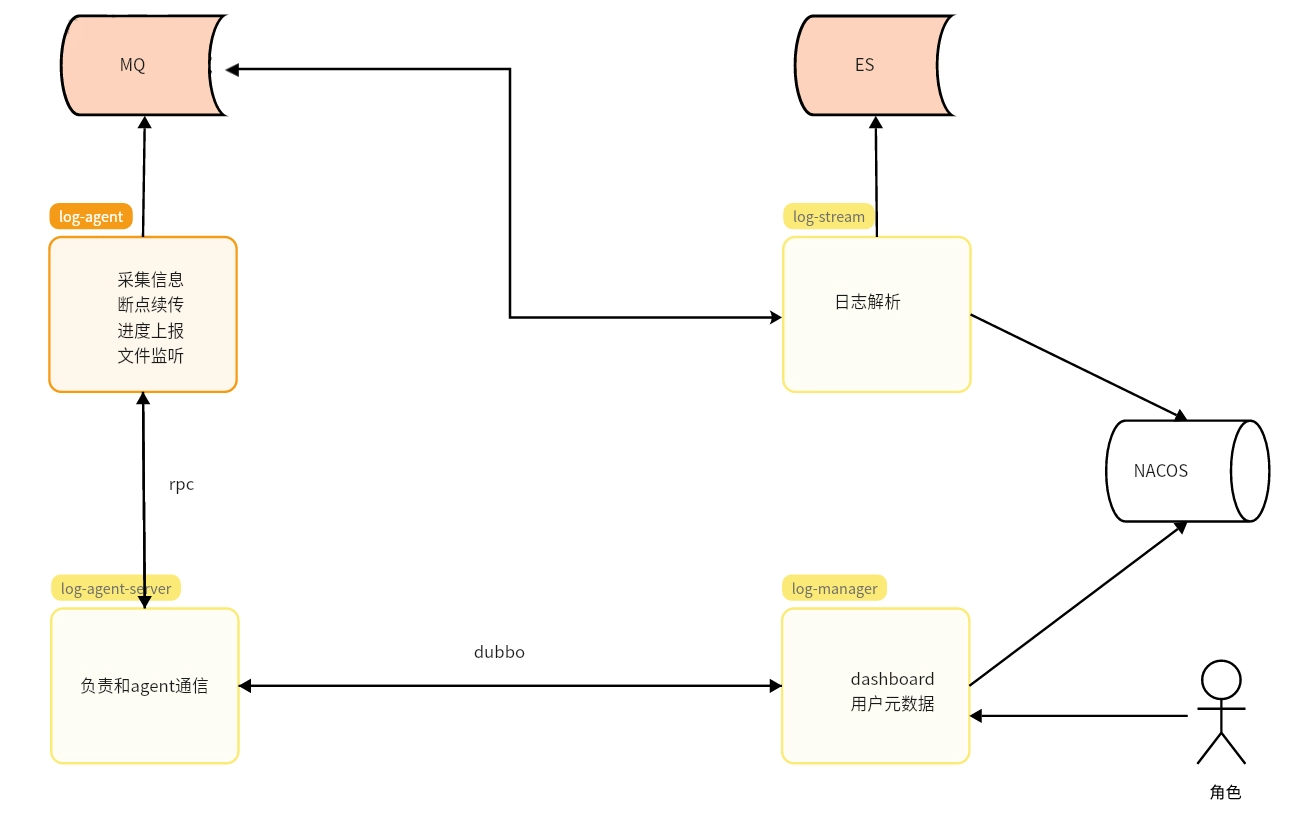 MQ
ES
log-agent
log-stream
采集信息
断点续传
进度上报
文件监听
日志解析
NACOS
rpc
log-agent-server
log-manager
dubbo
负责和agent通信
dashboard
用户元数据
角色